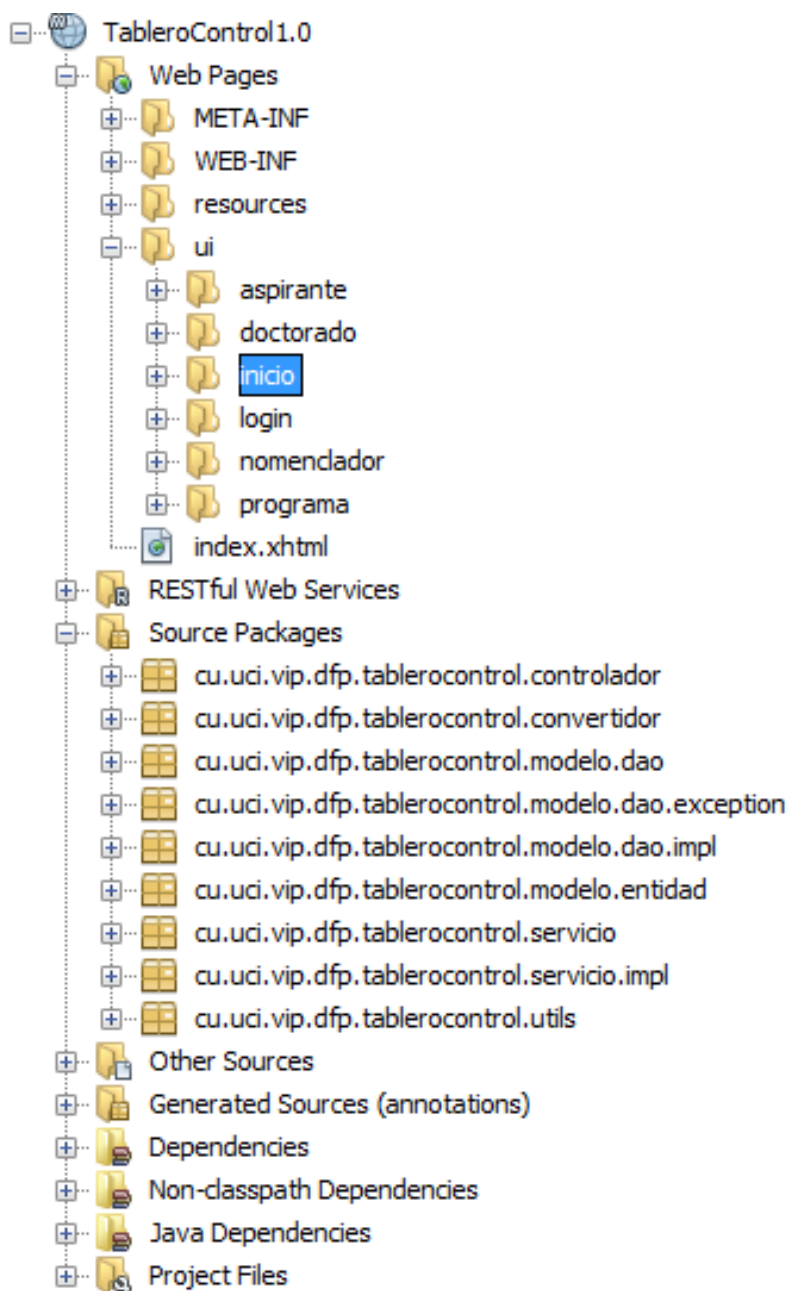 TableroControl1.0
Web Pages
META-INF
WEB-INF
resources
ui
aspirante
doctorado
inicio
login
nomenclador
programa
index.xhtml
RESTful Web Services
Source Packages
cu.uci.vip.dfp.tablerocontrol.controlador
cu.uci.vip.dfp.tablerocontrol.convertidor
cu.uci.vip.dfp.tablerocontrol.modelo.dao
cu.uci.vip.dfp.tablerocontrol.modelo.dao.exception
cu.uci.vip.dfp.tablerocontrol.modelo.dao.impl
cu.uci.vip.dfp.tablerocontrol.modelo.entidad
cu.uci.vip.dfp.tablerocontrol.servicio
cu.uci.vip.dfp.tablerocontrol.servicio.impl
cu.uci.vip.dfp.tablerocontrol.utils
Other Sources
Generated Sources (annotations)
Dependencies
Non-classpath Dependencies
Java Dependencies
Project Files